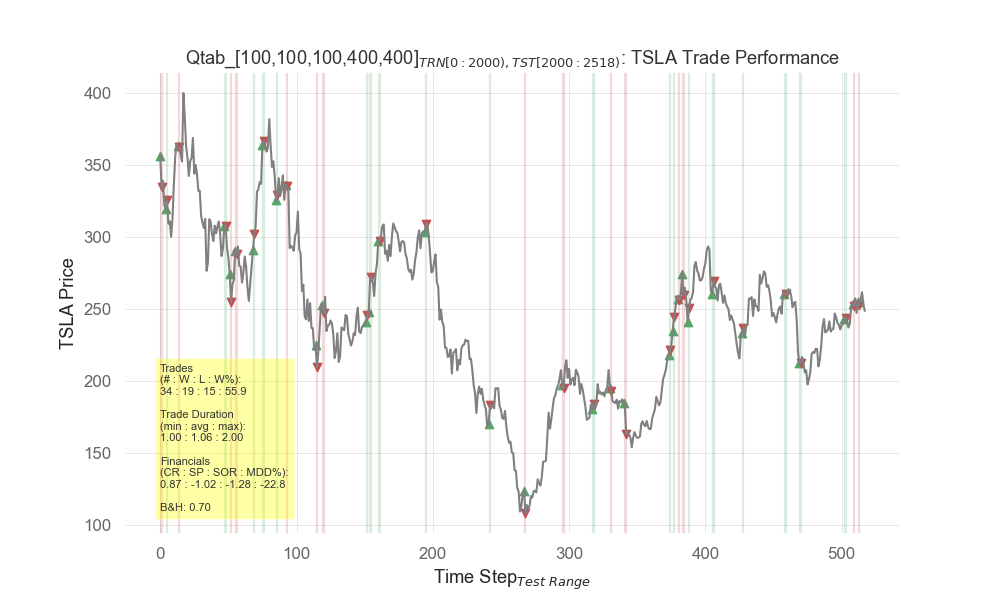 Qtab_[100,100,100,400,400]TRN[0 : 2000), TST[2000 : 2518): TSLA Trade Performance
400
350
300
250
200
150
100
TSLA Price
Trades
(# : W : L : W%):
34 : 19 : 15 : 55.9
Trade Duration
(min : avg : max):
1.00 : 1.06 : 2.00
Financials
(CR : SP : SOR : MDD%):
0.87 : -1.02 : -1.28 : -22.8
B&H: 0.70
0 100 200 300 400 500
Time StepTest Range